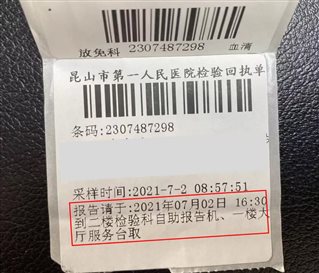 放免科 2307487298 血清
昆山市第一人民医院检验回执单
条码:2307487298
采样时间:2021-7-2 08:57:51
报告请于:2021年07月02日 16:30
到二楼检验科自助报告机、一楼大
厅服务台取